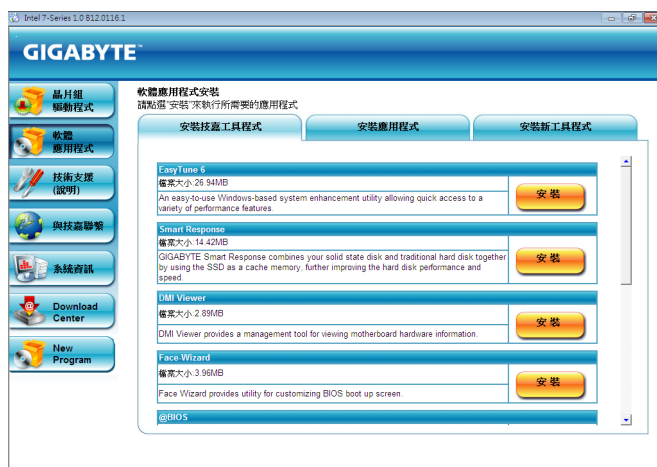 Intel 7-Series 1.0 B12.0116.1
GIGABYTE™
晶片組
驅動程式
軟體
應用程式
技術支援
(說明)
與技嘉聯繫
系統資訊
Download
Center
New
Program
軟體應用程式安裝
請點選"安裝"來執行所需要的應用程式
安裝技嘉工具程式
安裝應用程式
安裝新工具程式
EasyTune 6
檔案大小:26.94MB
An easy-to-use Windows-based system enhancement utility allowing quick access to a
variety of performance features.
安裝
Smart Response
檔案大小:14.42MB
GIGABYTE Smart Response combines your solid state disk and traditional hard disk together
by using the SSD as a cache memory, further improving the hard disk performance and
speed.
安裝
DMI Viewer
檔案大小:2.89MB
DMI Viewer provides a management tool for viewing motherboard hardware information.
安裝
Face-Wizard
檔案大小:3.96MB
Face Wizard provides utility for customizing BIOS boot up screen.
安裝
@BIOS